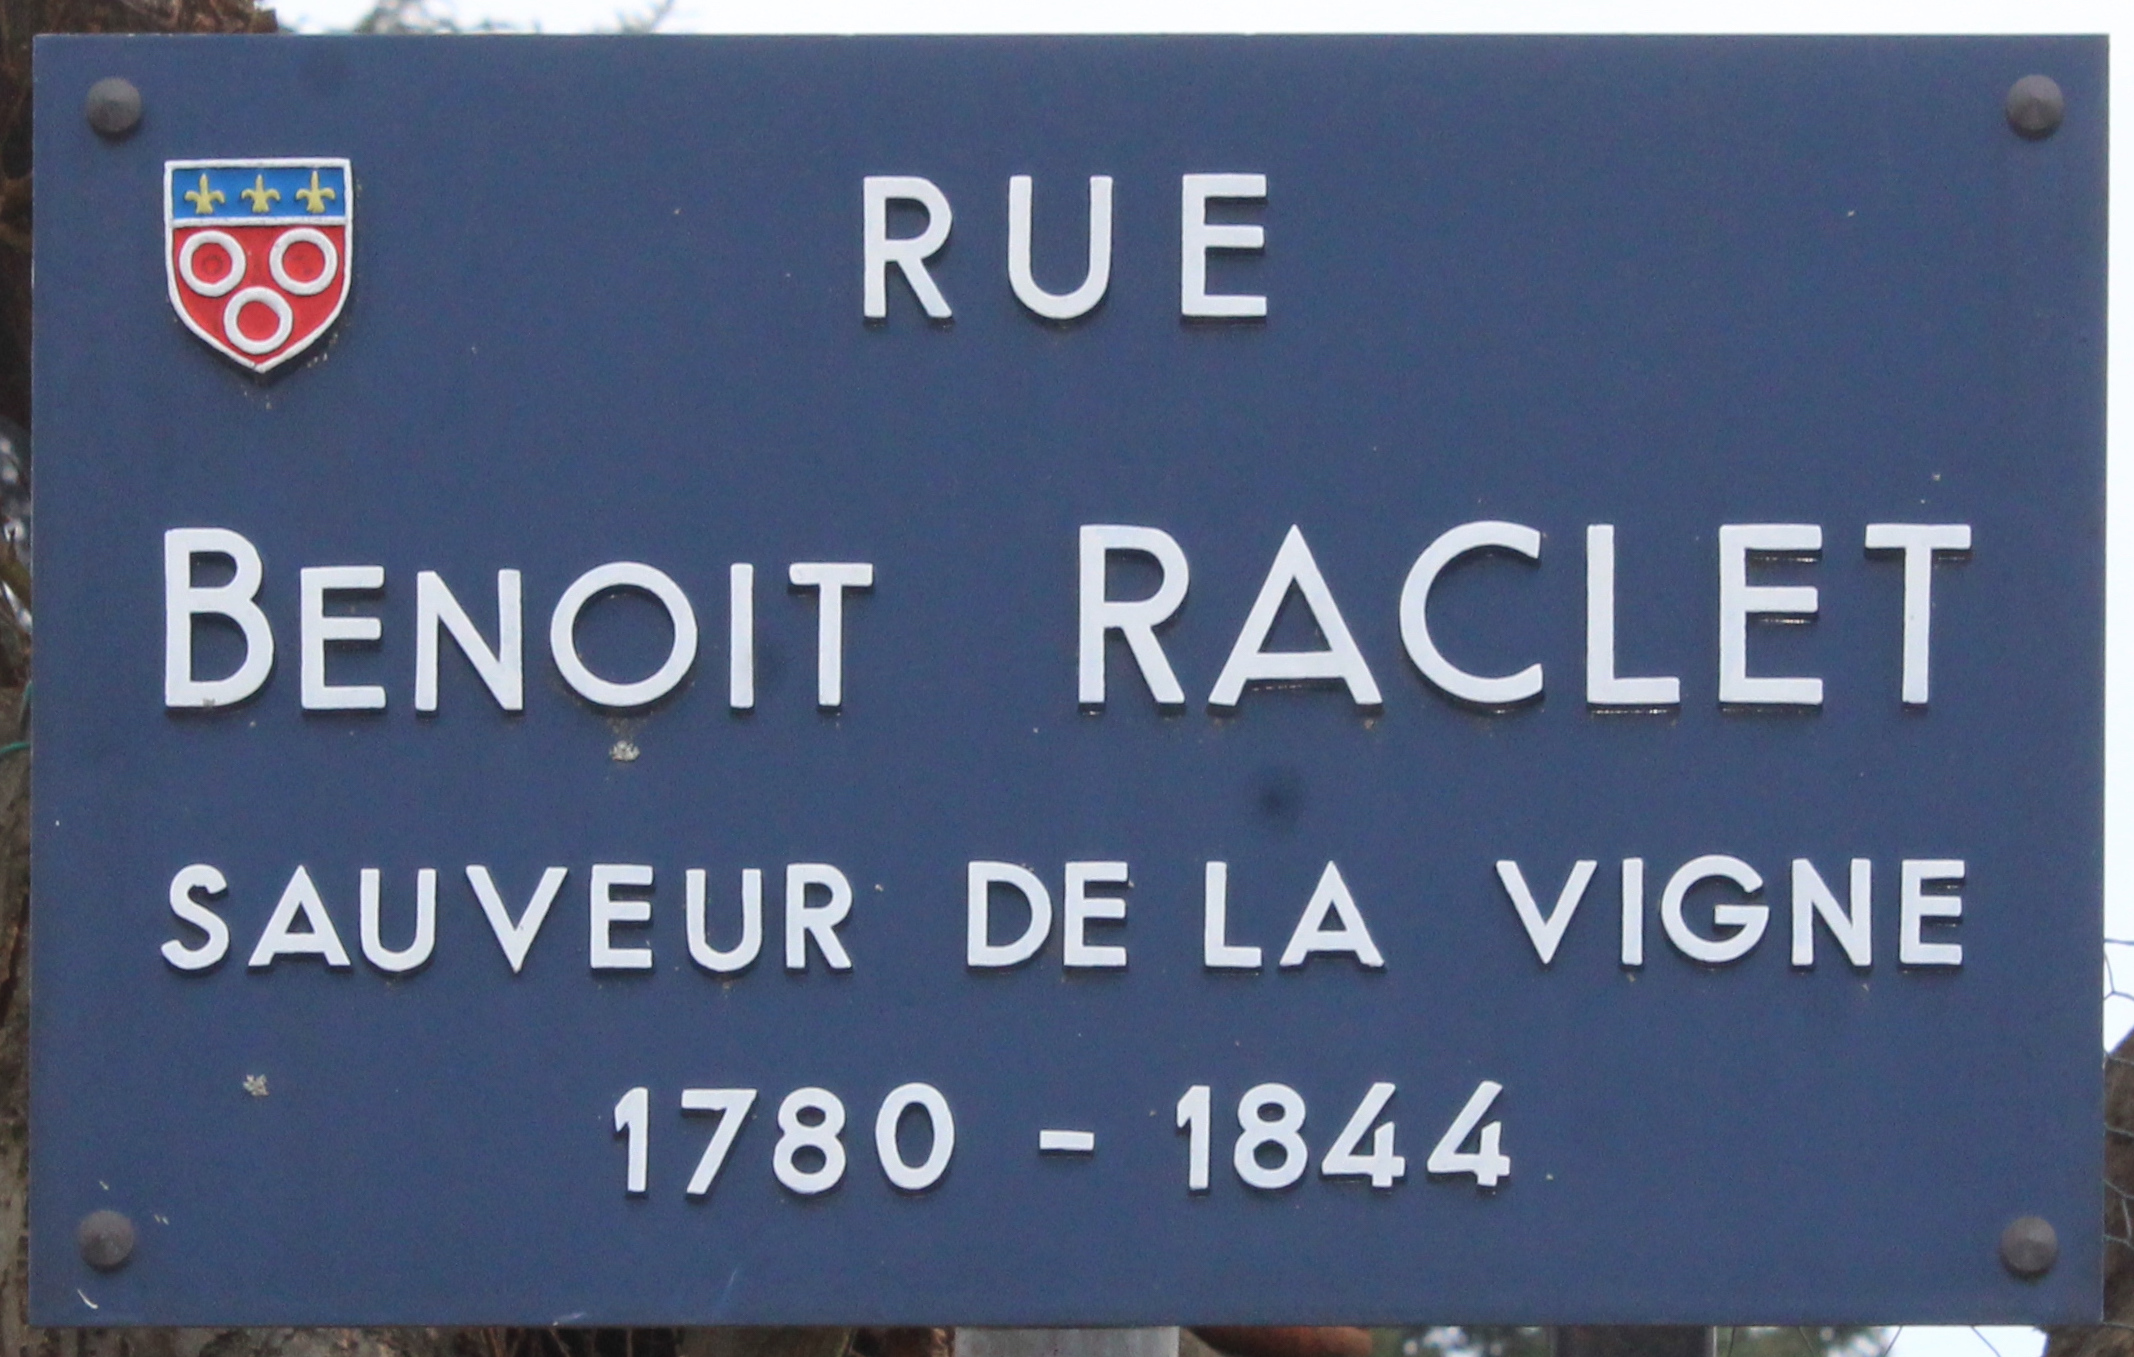 RUE
BENOIT RACLET
SAUVEUR DE LA VIGNE
1780 - 1844